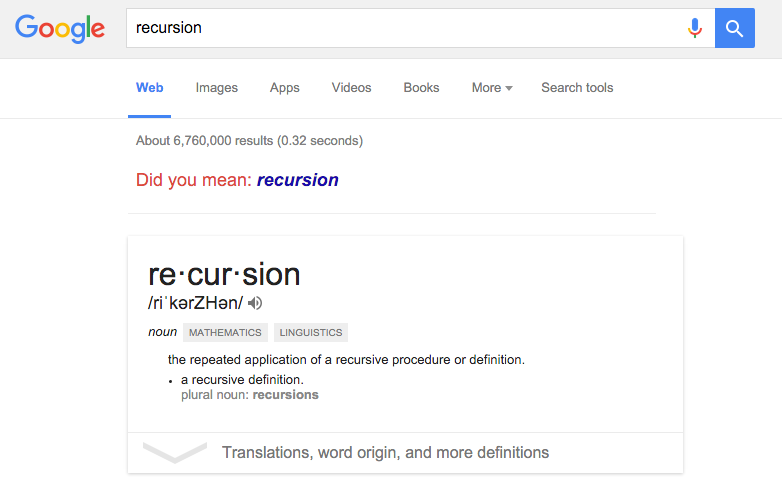 Google recursion
Web Images Apps Videos Books More Search tools
About 6,760,000 results (0.32 seconds)
Did you mean: recursion
re·cur·sion
/riˈkərZHən/
noun MATHEMATICS LINGUISTICS
the repeated application of a recursive procedure or definition.
• a recursive definition.
plural noun: recursions
Translations, word origin, and more definitions